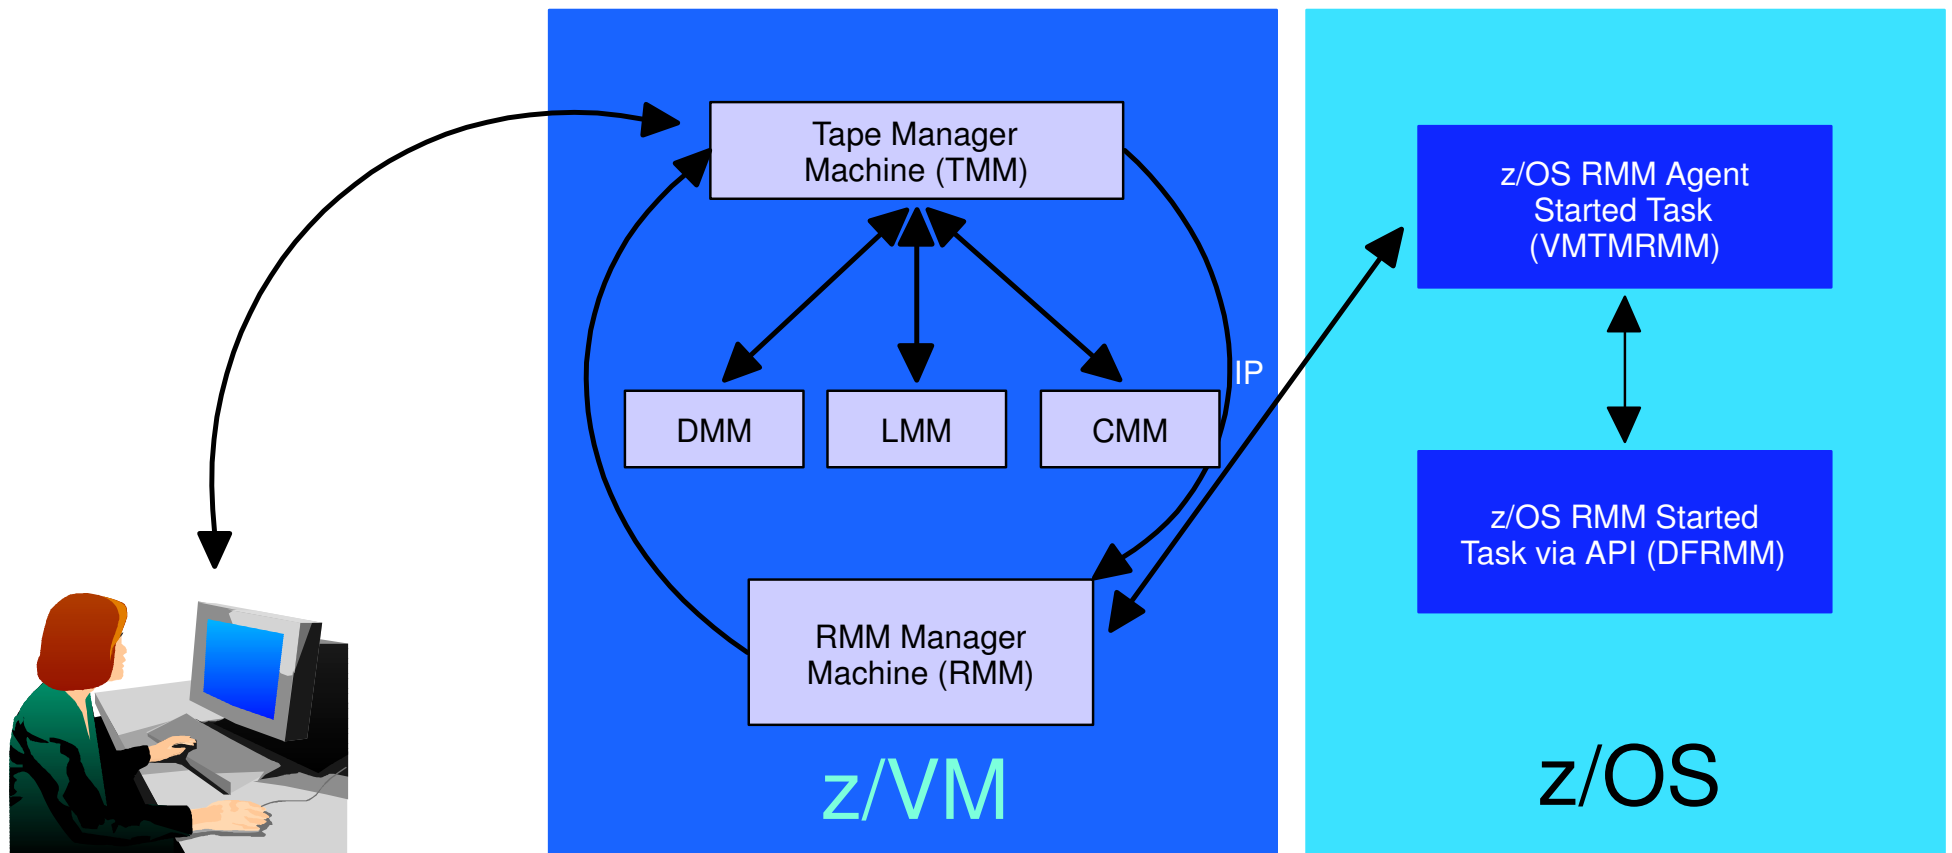 Tape Manager
Machine (TMM)
DMM
LMM
CMM
IP
RMM Manager
Machine (RMM)
z/VM
z/OS RMM Agent
Started Task
(VMTMRMM)
z/OS RMM Started
Task via API (DFRMM)
z/OS